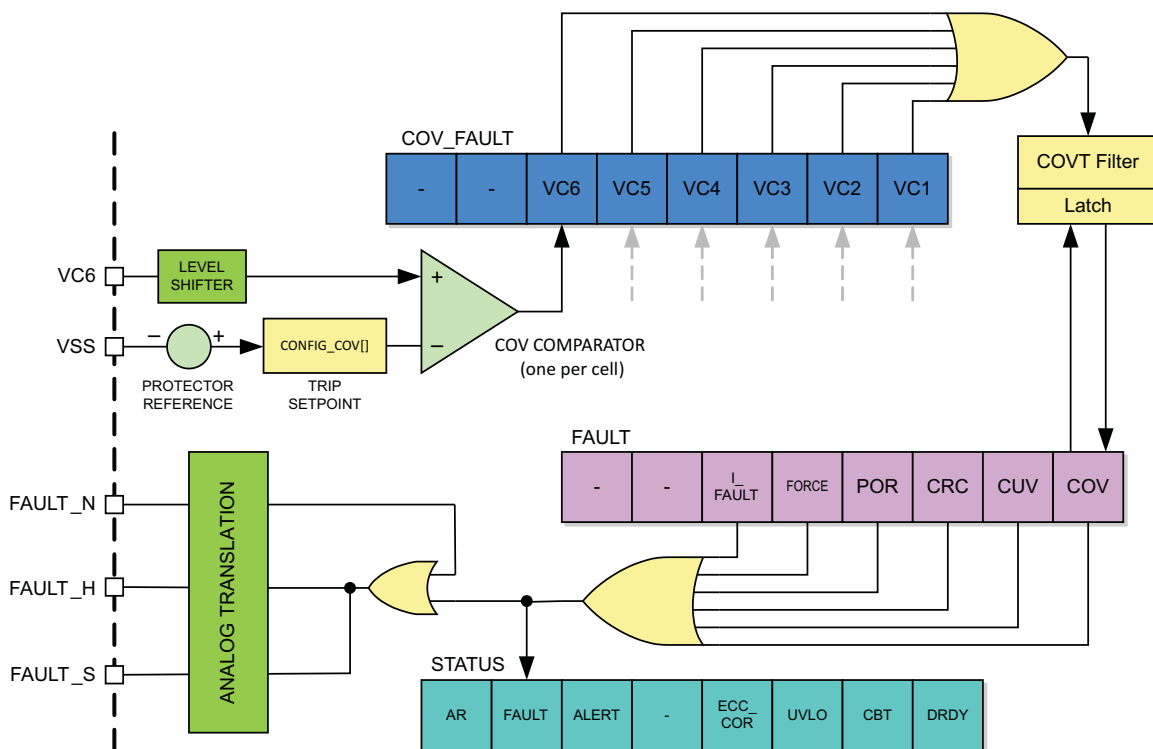 COV_FAULT
- - VC6 VC5 VC4 VC3 VC2 VC1
COVT Filter
Latch
VC6
LEVEL
SHIFTER
+
VSS
− +
CONFIG_COV[]
−
PROTECTOR
REFERENCE
TRIP
SETPOINT
COV COMPARATOR
(one per cell)
FAULT
- - I_
FAULT FORCE POR CRC CUV COV
FAULT_N
FAULT_H
FAULT_S
ANALOG TRANSLATION
STATUS
AR FAULT ALERT - ECC_
COR UVLO CBT DRDY